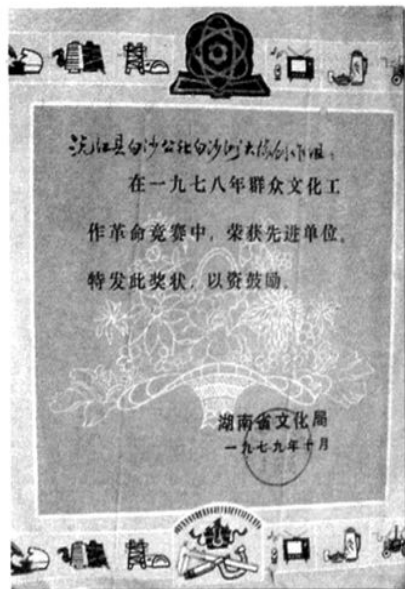 沅江县白沙公社白沙洲大队创作组：
在一九七八年群众文化工
作革命竞赛中，荣获先进单位。
特发此奖状，以资鼓励。
湖南省文化局
一九七九年十月